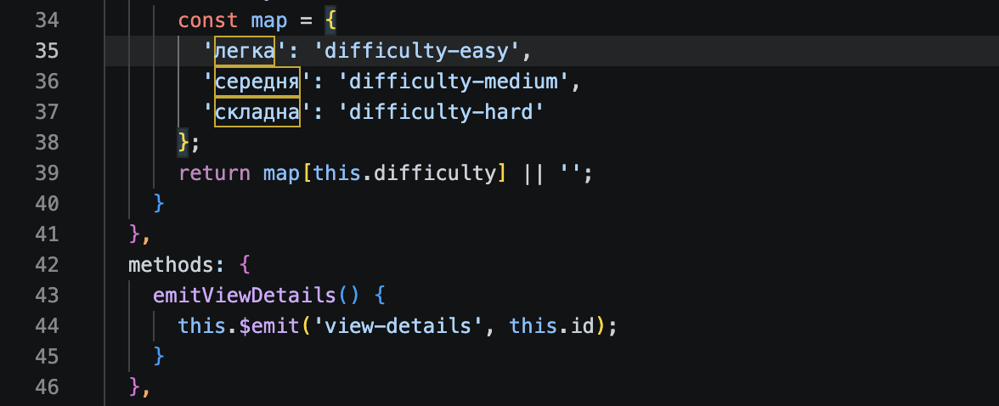 34 const map = {
35 'легка': 'difficulty-easy',
36 'середня': 'difficulty-medium',
37 'складна': 'difficulty-hard'
38 };
39 return map[this.difficulty] || '';
40 }
41 },
42 methods: {
43 emitViewDetails() {
44 this.$emit('view-details', this.id);
45 }
46 },